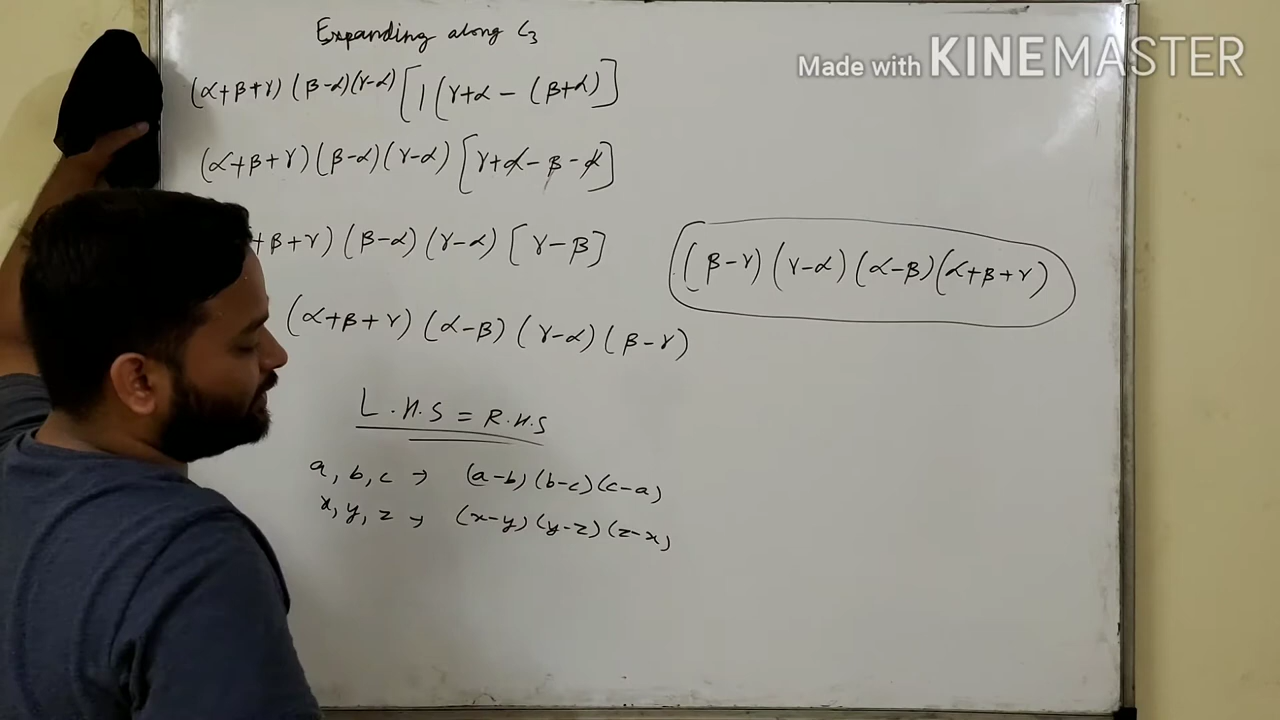 Made with KINEMASTER
Expanding along C₃
(α+β+γ) (β-α)(γ-α) [1(γ+α - (β+α)]
(α+β+γ)(β-α)(γ-α) [γ+α-β-α]
+β+γ) (β-α) (γ-α) [γ-β]
(β-γ)(γ-α)(α-β)(α+β+γ)
(α+β+γ) (α-β) (γ-α) (β-γ)
L.H.S = R.H.S
a, b, c → (a-b)(b-c)(c-a)
x, y, z → (x-y)(y-z)(z-x)